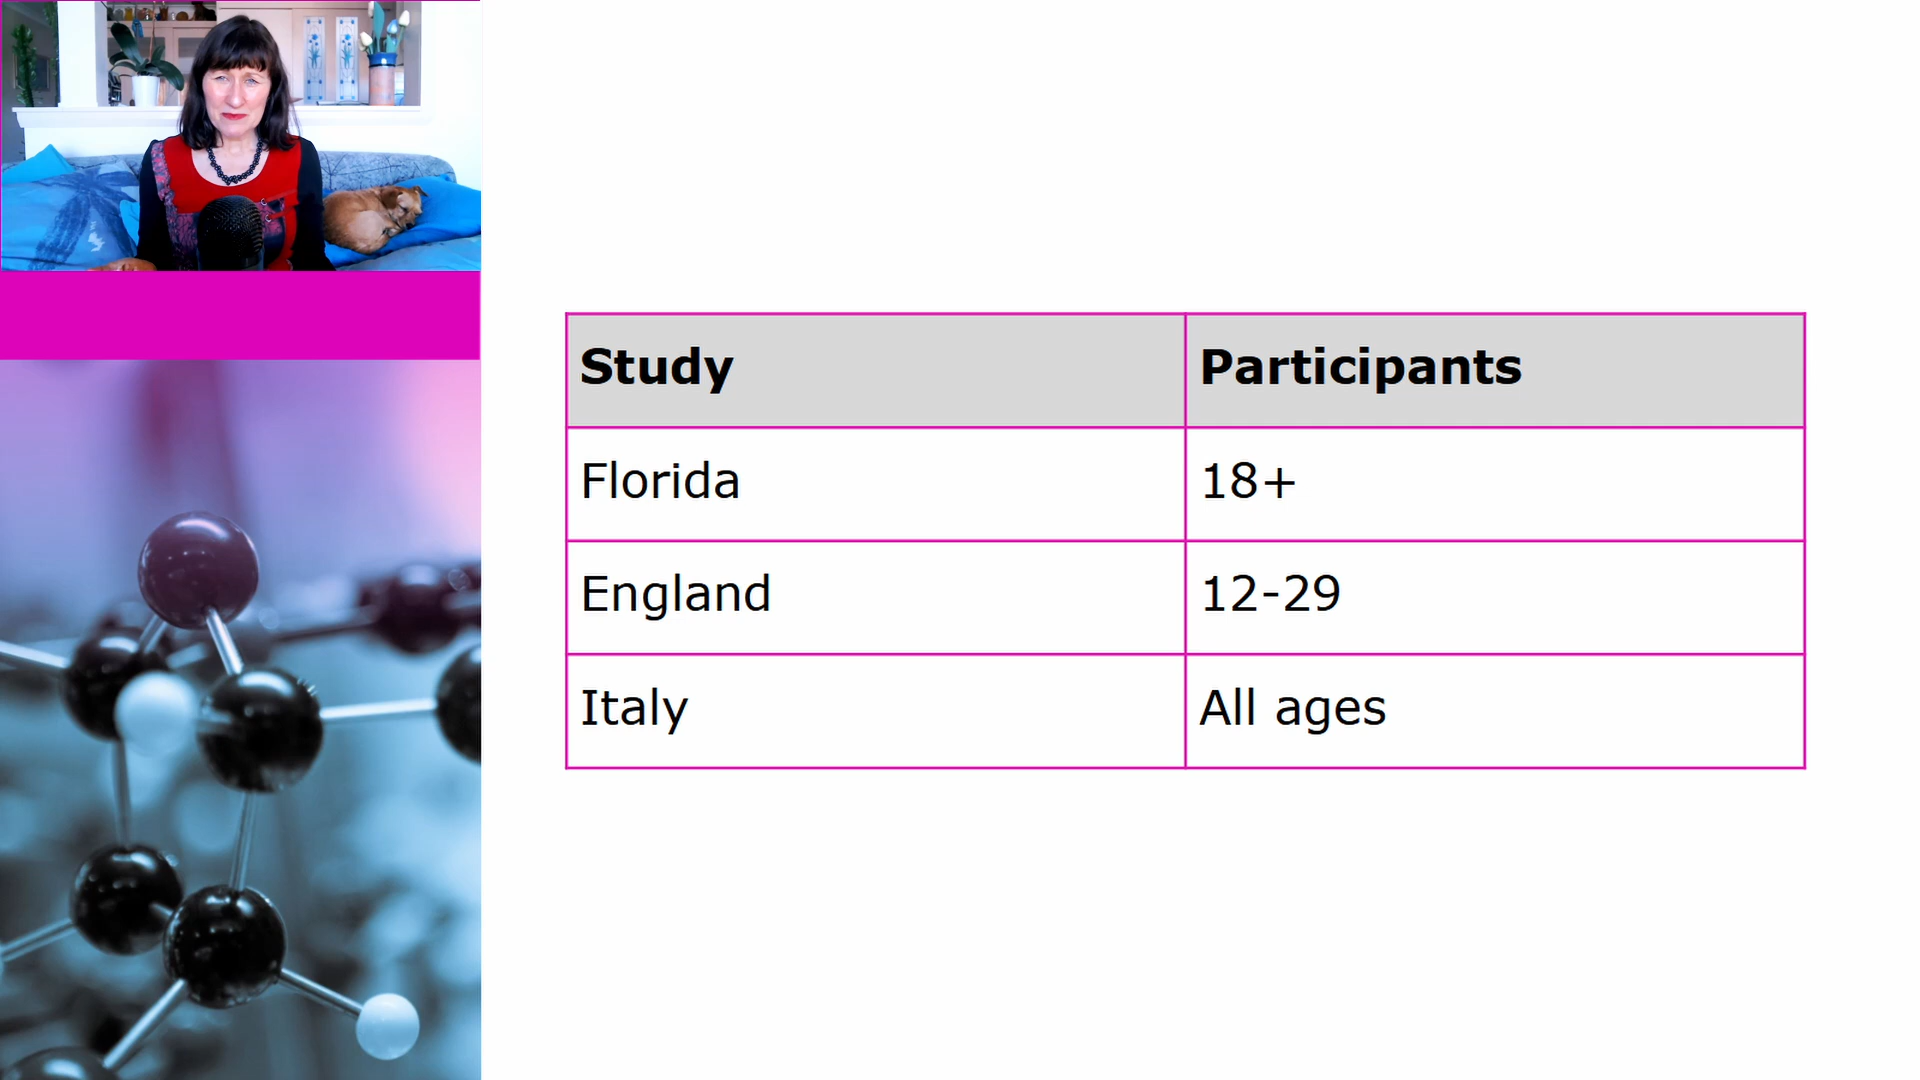 Study Participants
Florida 18+
England 12-29
Italy All ages